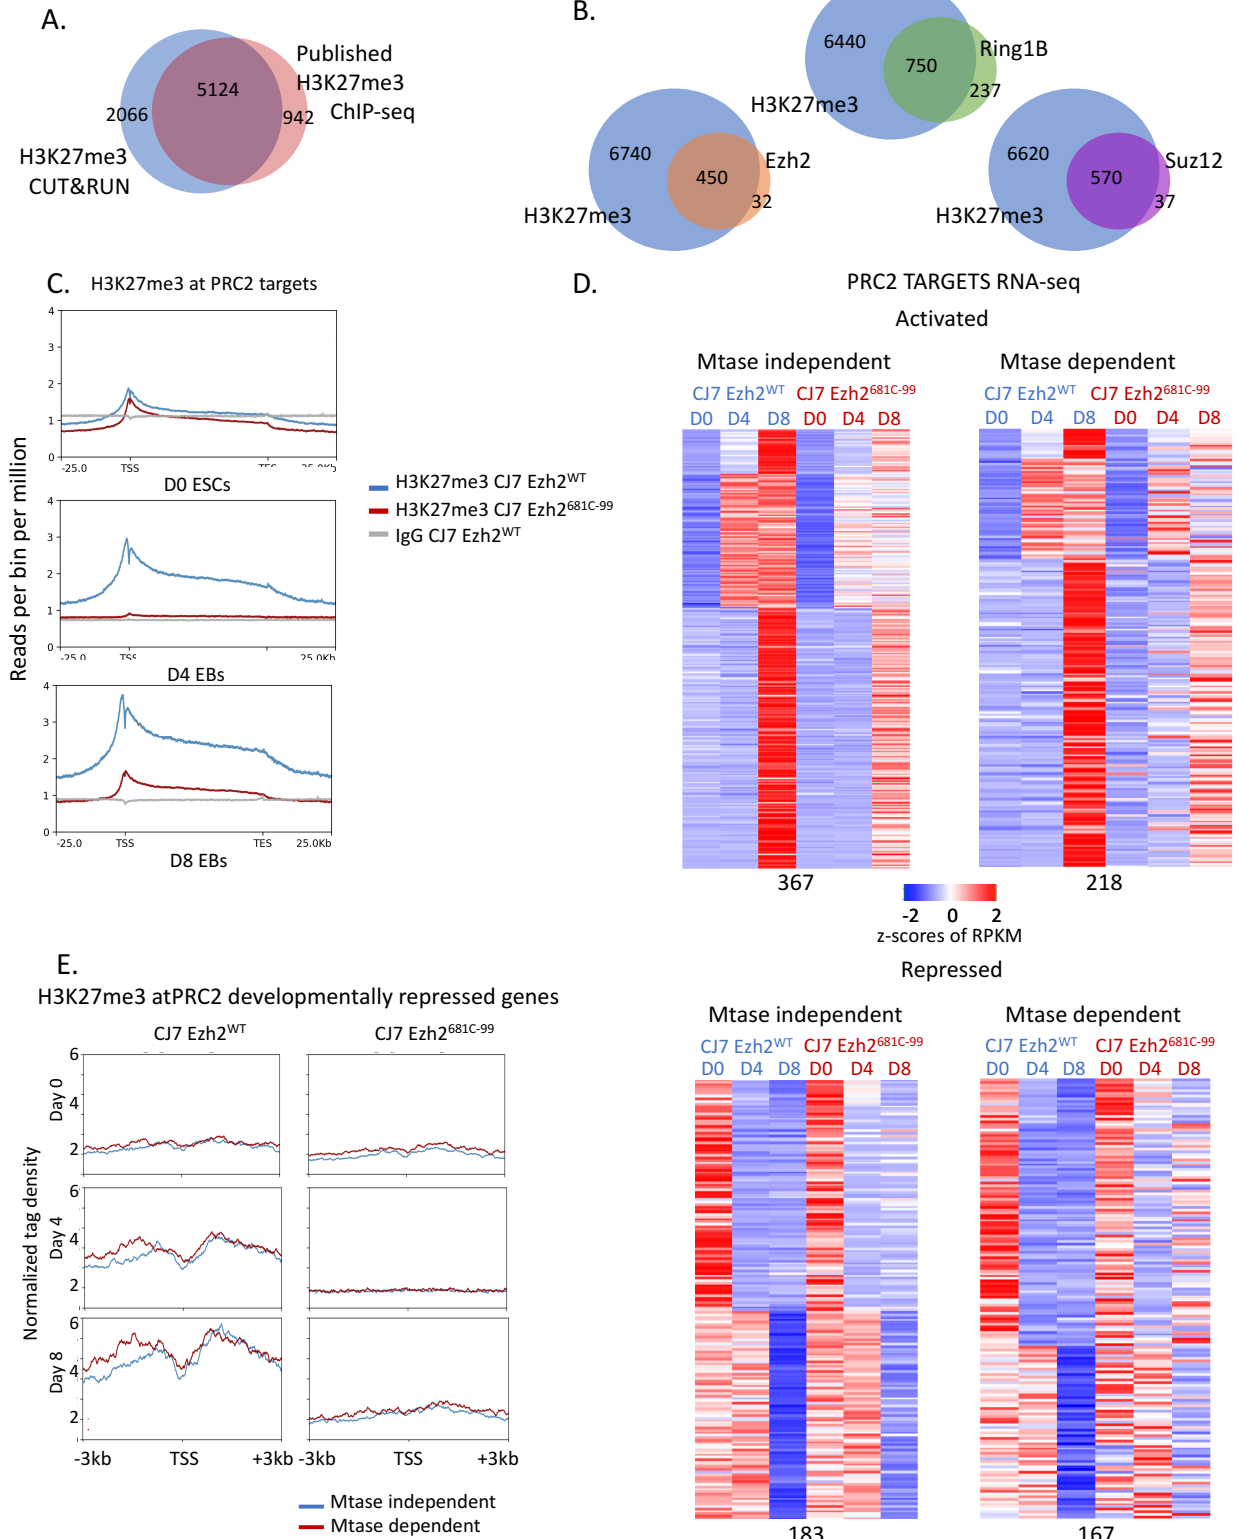 A.
5124
2066
942
Published
H3K27me3
ChIP-seq
H3K27me3
CUT&RUN
B.
6440
750
Ring1B
237
H3K27me3
6740
450
Ezh2
32
H3K27me3
6620
570
Suz12
37
H3K27me3
C.
H3K27me3 at PRC2 targets
Reads per bin per million
4
3
2
1
0
-25.0
TSS
TES
25.0Kb
D0 ESCs
4
3
2
1
0
-25.0
TSS
25.0Kb
D4 EBs
4
3
2
1
0
-25.0
TSS
TES
25.0Kb
D8 EBs
H3K27me3 CJ7 Ezh2WT
H3K27me3 CJ7 Ezh2681C-99
IgG CJ7 Ezh2WT
D.
PRC2 TARGETS RNA-seq
Activated
Mtase independent
CJ7 Ezh2WT CJ7 Ezh2681C-99
D0 D4 D8 D0 D4 D8
367
Mtase dependent
CJ7 Ezh2WT CJ7 Ezh2681C-99
D0 D4 D8 D0 D4 D8
218
-2 0 2
z-scores of RPKM
Repressed
Mtase independent
CJ7 Ezh2WT CJ7 Ezh2681C-99
D0 D4 D8 D0 D4 D8
183
Mtase dependent
CJ7 Ezh2WT CJ7 Ezh2681C-99
D0 D4 D8 D0 D4 D8
167
E.
H3K27me3 atPRC2 developmentally repressed genes
CJ7 Ezh2WT
CJ7 Ezh2681C-99
Normalized tag density
Day 0
6
4
2
Day 4
6
4
2
Day 8
6
4
2
-3kb TSS +3kb
-3kb TSS +3kb
Mtase independent
Mtase dependent